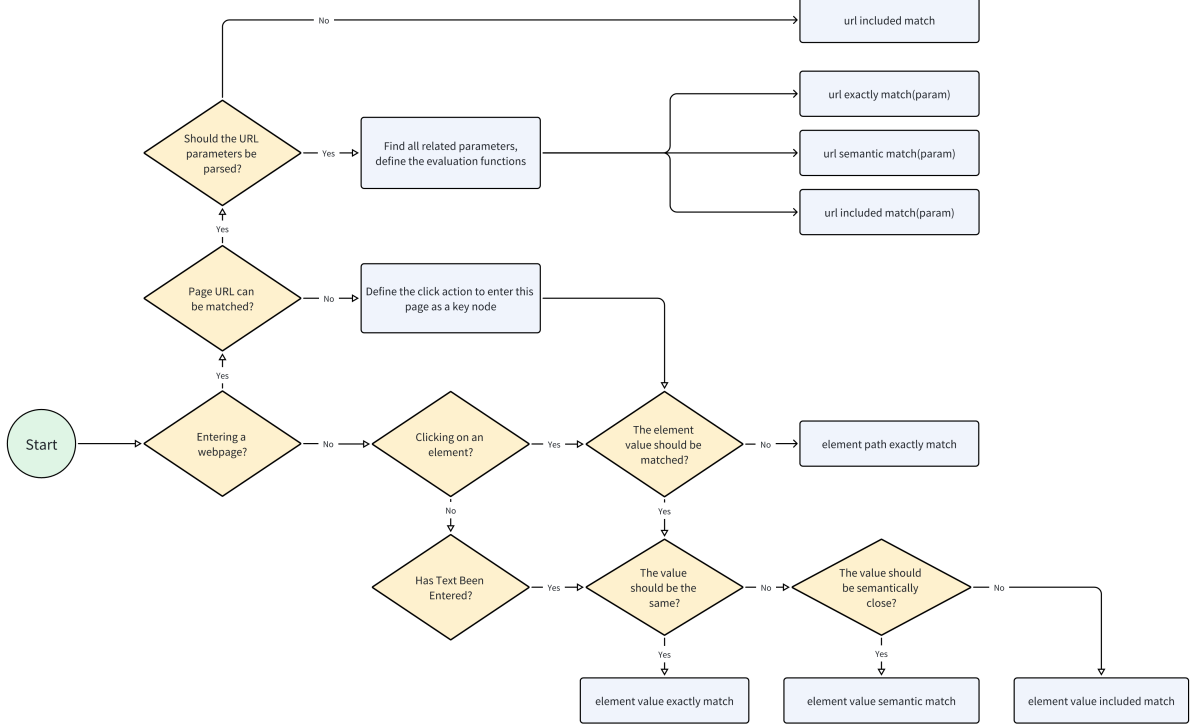 No
url included match
url exactly match(param)
Should the URL
parameters be
parsed?
Yes
Find all related parameters,
define the evaluation functions
url semantic match(param)
url included match(param)
Yes
Page URL can
be matched?
No
Define the click action to enter this
page as a key node
Yes
Start
Entering a
webpage?
No
Clicking on an
element?
Yes
The element
value should be
matched?
No
element path exactly match
No
Yes
Has Text Been
Entered?
Yes
The value
should be the
same?
No
The value should
be semantically
close?
No
Yes
Yes
element value exactly match
element value semantic match
element value included match